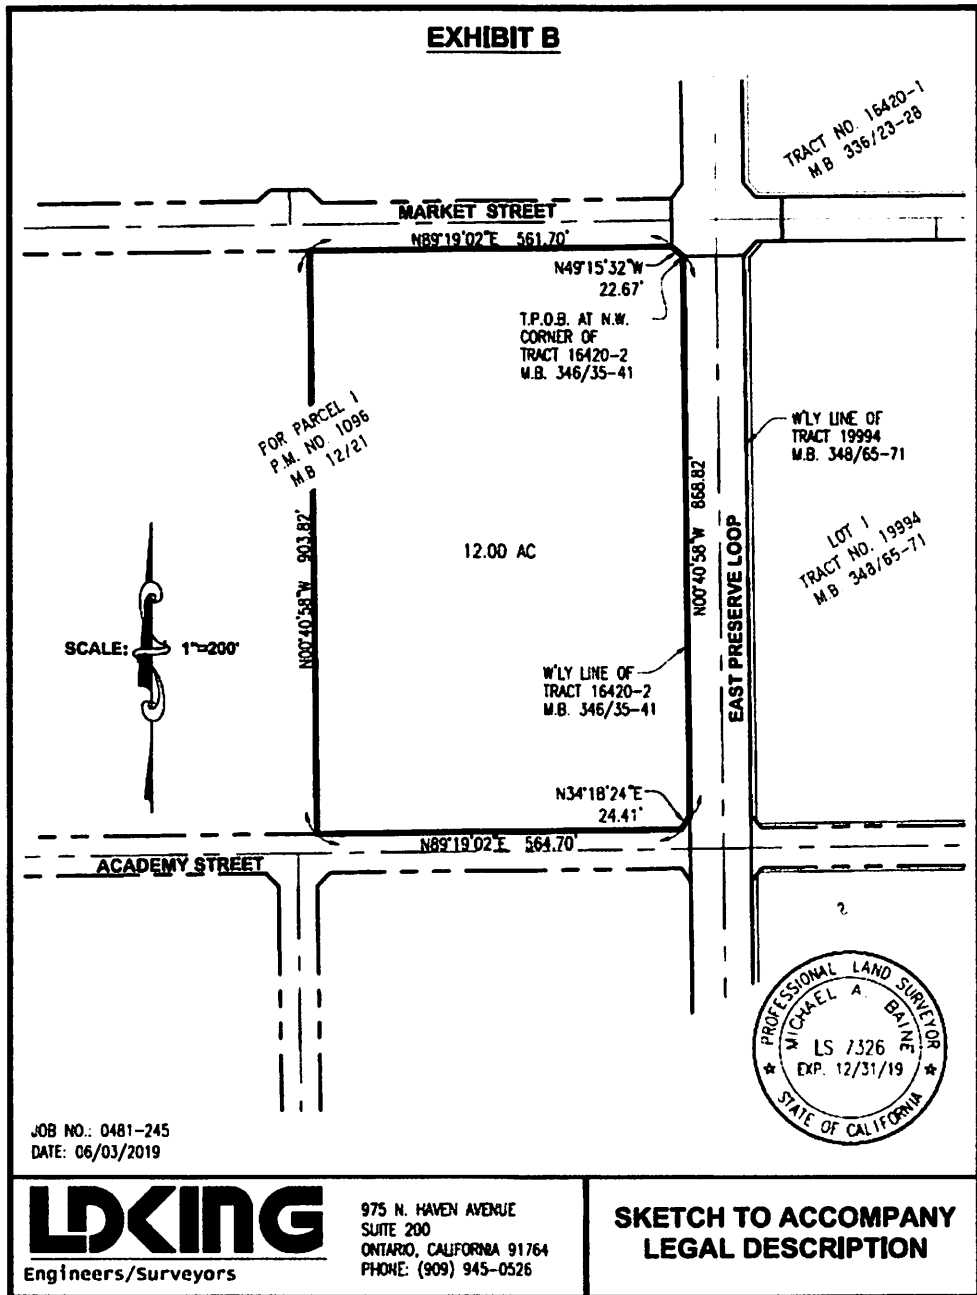 EXHIBIT B
TRACT NO. 16420-1
M.B 336/23-28
MARKET STREET
N89°19'02"E 561.70'
N49°15'32"W
22.67'
T.P.O.B. AT N.W.
CORNER OF
TRACT 16420-2
M.B. 346/35-41
FOR PARCEL 1
P.M. NO. 1096
M.B 12/21
W'LY LINE OF
TRACT 19994
M.B. 348/65-71
N00°40'58"W 868.82'
LOT 1
TRACT NO. 19994
M.B. 348/65-71
12.00 AC
N00°40'58"W 903.82'
EAST PRESERVE LOOP
SCALE: 1"=200'
W'LY LINE OF
TRACT 16420-2
M.B. 346/35-41
N34°18'24"E
24.41'
N89°19'02"E 564.70'
ACADEMY STREET
PROFESSIONAL LAND SURVEYOR
MICHAEL A. BAINE
LS 7326
EXP. 12/31/19
STATE OF CALIFORNIA
JOB NO.: 0481-245
DATE: 06/03/2019
LDKING
Engineers/Surveyors
975 N. HAVEN AVENUE
SUITE 200
ONTARIO, CALIFORNIA 91764
PHONE: (909) 945-0526
SKETCH TO ACCOMPANY
LEGAL DESCRIPTION